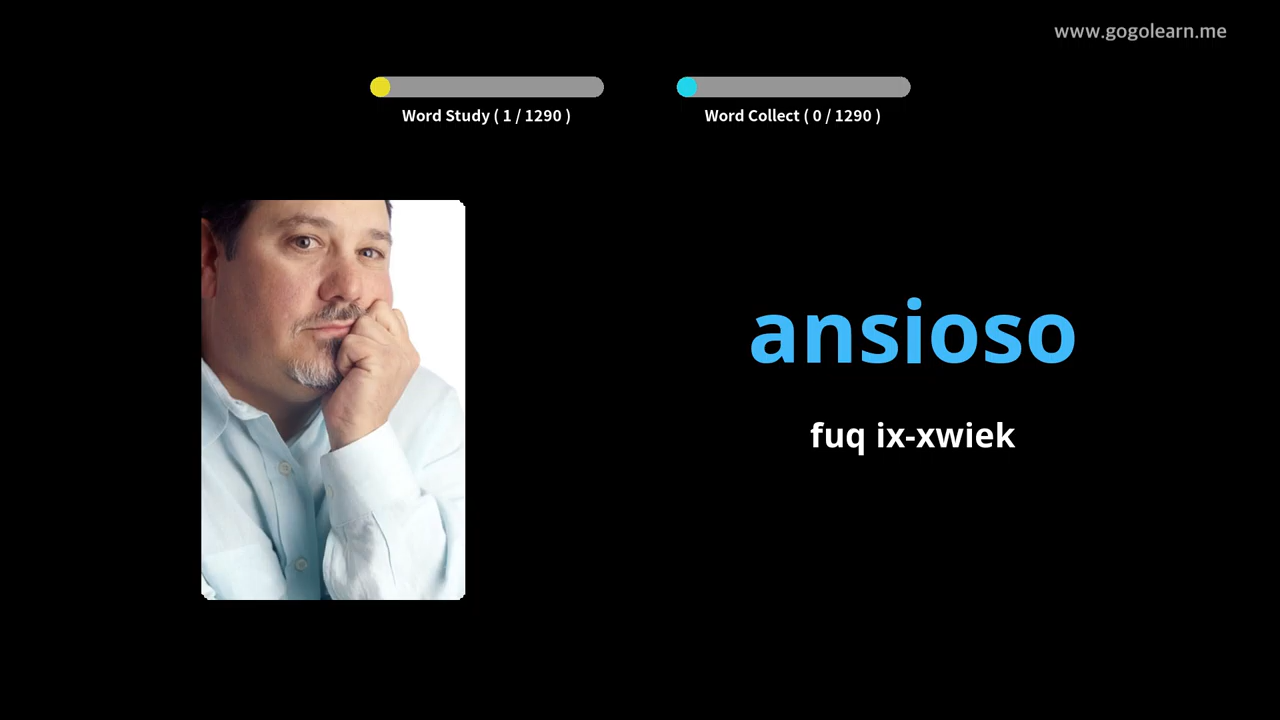 www.gogolearn.me
Word Study ( 1 / 1290 )
Word Collect ( 0 / 1290 )
ansioso
fuq ix-xwiek